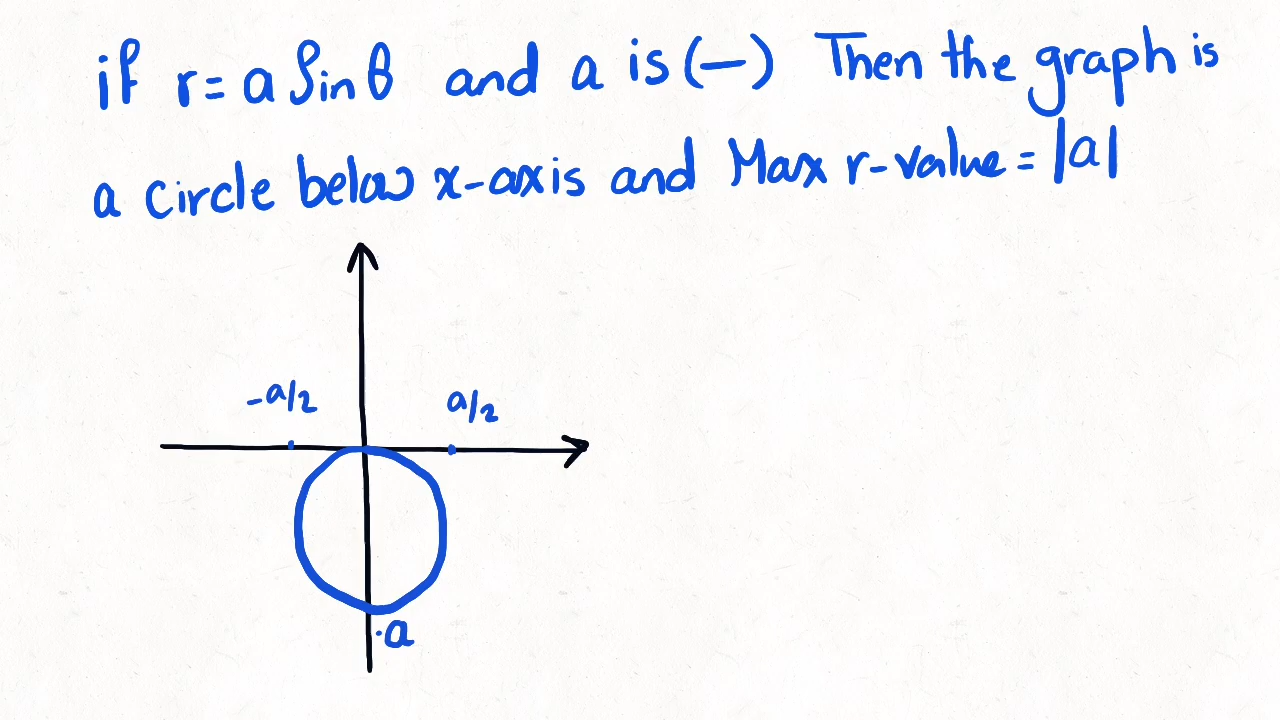 if r = a Sin θ and a is (−) Then the graph is
a circle below x-axis and Max r-value = |a|
-a/2 a/2
·a